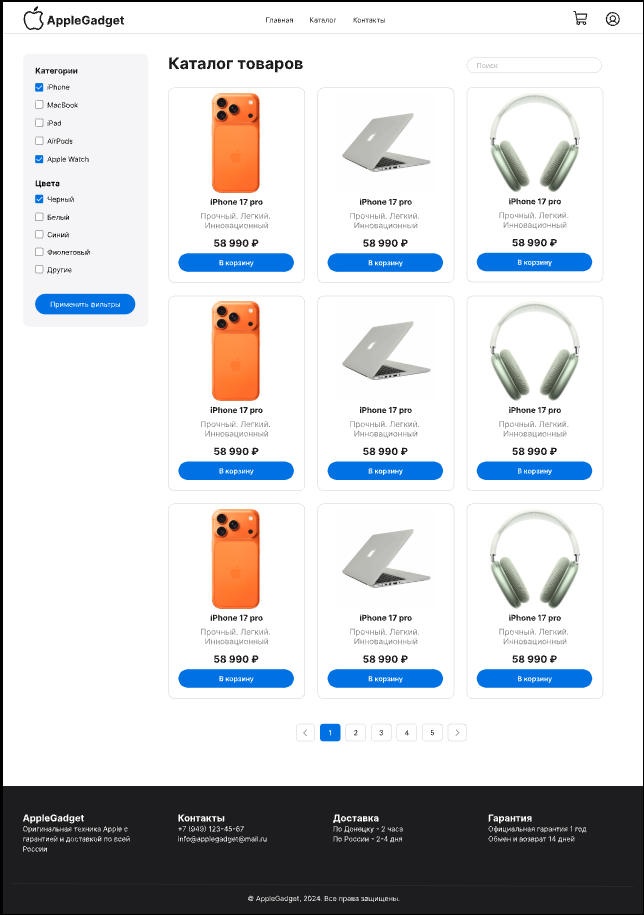 AppleGadget
Главная Каталог Контакты
Категории
iPhone
MacBook
iPad
AirPods
Apple Watch
Цвета
Черный
Белый
Синий
Фиолетовый
Другие
Применить фильтры
Каталог товаров
Поиск
iPhone 17 pro
Прочный. Легкий.
Инновационный
58 990 ₽
В корзину
iPhone 17 pro
Прочный. Легкий.
Инновационный
58 990 ₽
В корзину
iPhone 17 pro
Прочный. Легкий.
Инновационный
58 990 ₽
В корзину
iPhone 17 pro
Прочный. Легкий.
Инновационный
58 990 ₽
В корзину
iPhone 17 pro
Прочный. Легкий.
Инновационный
58 990 ₽
В корзину
iPhone 17 pro
Прочный. Легкий.
Инновационный
58 990 ₽
В корзину
iPhone 17 pro
Прочный. Легкий.
Инновационный
58 990 ₽
В корзину
iPhone 17 pro
Прочный. Легкий.
Инновационный
58 990 ₽
В корзину
iPhone 17 pro
Прочный. Легкий.
Инновационный
58 990 ₽
В корзину
1 2 3 4 5
AppleGadget
Оригинальная техника Apple с
гарантией и доставкой по всей
России
Контакты
+7 (949) 123-45-67
info@applegadget@mail.ru
Доставка
По Донецку - 2 часа
По России - 2-4 дня
Гарантия
Официальная гарантия 1 год
Обмен и возврат 14 дней
© AppleGadget, 2024. Все права защищены.